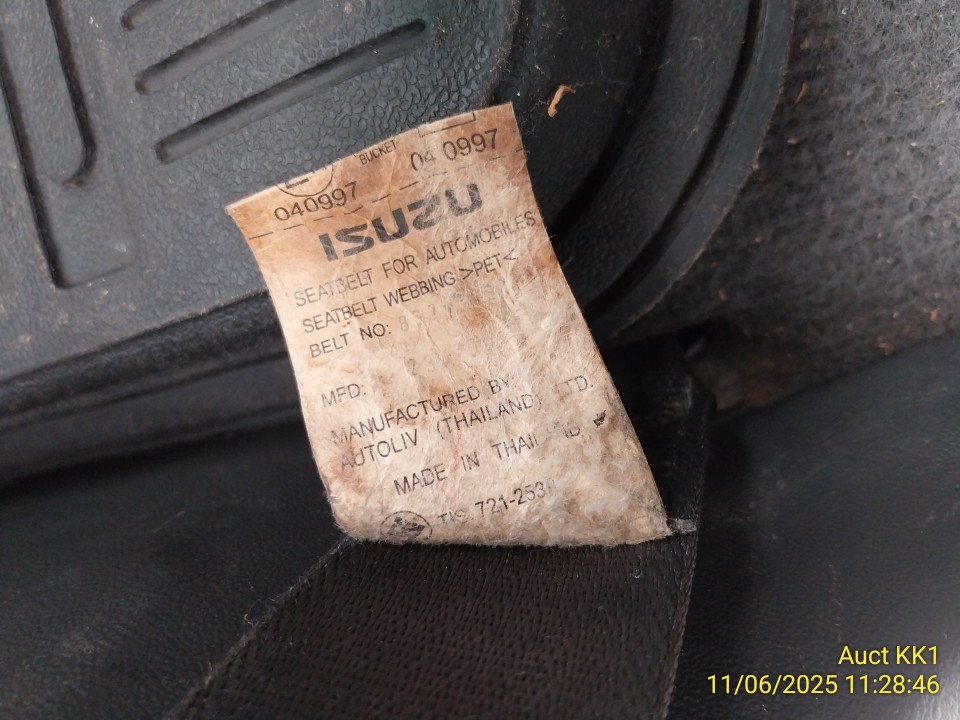 BUCKET
040997 04 0997
ISUZU
SEATBELT FOR AUTOMOBILES
SEATBELT WEBBING >PET<
BELT NO:
MFD:
MANUFACTURED BY:
AUTOLIV (THAILAND) LTD.
MADE IN THAILAND
TIS.721-253
Auct KK1
11/06/2025 11:28:46